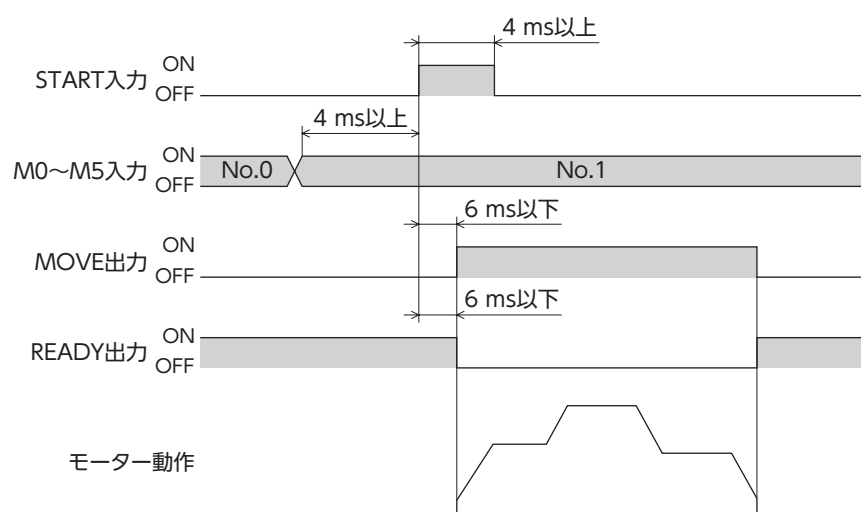 4 ms以上
START入力 ON
OFF
4 ms以上
M0～M5入力 ON
OFF
No.0
No.1
6 ms以下
MOVE出力 ON
OFF
6 ms以下
READY出力 ON
OFF
モーター動作